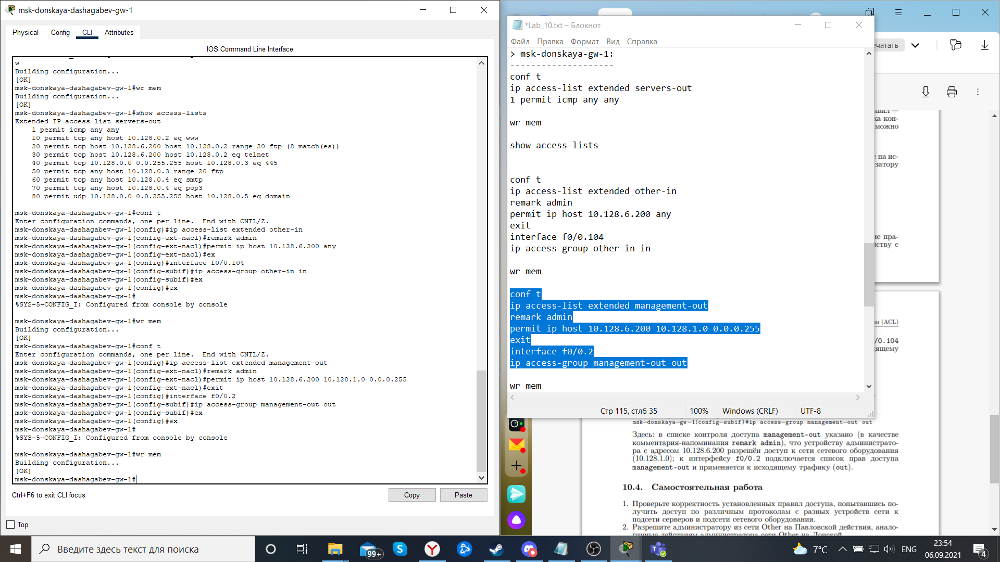 msk-donskaya-dashagabev-gw-1
Physical Config CLI Attributes
IOS Command Line Interface
w
Building configuration...
[OK]
msk-donskaya-dashagabev-gw-1#wr mem
Building configuration...
[OK]
msk-donskaya-dashagabev-gw-1#show access-lists
Extended IP access list servers-out
1 permit icmp any any
10 permit tcp any host 10.128.0.2 eq www
20 permit tcp host 10.128.6.200 host 10.128.0.2 range 20 ftp (8 match(es))
30 permit tcp host 10.128.6.200 host 10.128.0.2 eq telnet
40 permit tcp 10.128.0.0 0.0.255.255 host 10.128.0.3 eq 445
50 permit tcp any host 10.128.0.3 range 20 ftp
60 permit tcp any host 10.128.0.4 eq smtp
70 permit tcp any host 10.128.0.4 eq pop3
80 permit udp 10.128.0.0 0.0.255.255 host 10.128.0.5 eq domain
msk-donskaya-dashagabev-gw-1#conf t
Enter configuration commands, one per line. End with CNTL/Z.
msk-donskaya-dashagabev-gw-1(config)#ip access-list extended other-in
msk-donskaya-dashagabev-gw-1(config-ext-nacl)#remark admin
msk-donskaya-dashagabev-gw-1(config-ext-nacl)#permit ip host 10.128.6.200 any
msk-donskaya-dashagabev-gw-1(config-ext-nacl)#ex
msk-donskaya-dashagabev-gw-1(config)#interface f0/0.104
msk-donskaya-dashagabev-gw-1(config-subif)#ip access-group other-in in
msk-donskaya-dashagabev-gw-1(config-subif)#ex
msk-donskaya-dashagabev-gw-1(config)#ex
msk-donskaya-dashagabev-gw-1#
%SYS-5-CONFIG_I: Configured from console by console
msk-donskaya-dashagabev-gw-1#wr mem
Building configuration...
[OK]
msk-donskaya-dashagabev-gw-1#conf t
Enter configuration commands, one per line. End with CNTL/Z.
msk-donskaya-dashagabev-gw-1(config)#ip access-list extended management-out
msk-donskaya-dashagabev-gw-1(config-ext-nacl)#remark admin
msk-donskaya-dashagabev-gw-1(config-ext-nacl)#permit ip host 10.128.6.200 10.128.1.0 0.0.0.255
msk-donskaya-dashagabev-gw-1(config-ext-nacl)#exit
msk-donskaya-dashagabev-gw-1(config)#interface f0/0.2
msk-donskaya-dashagabev-gw-1(config-subif)#ip access-group management-out out
msk-donskaya-dashagabev-gw-1(config-subif)#ex
msk-donskaya-dashagabev-gw-1(config)#ex
msk-donskaya-dashagabev-gw-1#
%SYS-5-CONFIG_I: Configured from console by console
msk-donskaya-dashagabev-gw-1#wr mem
Building configuration...
[OK]
msk-donskaya-dashagabev-gw-1#
Ctrl+F6 to exit CLI focus
Copy Paste
Top
*Lab_10.txt – Блокнот
Файл Правка Формат Вид Справка
> msk-donskaya-gw-1:
--------------------
conf t
ip access-list extended servers-out
1 permit icmp any any
wr mem
show access-lists
conf t
ip access-list extended other-in
remark admin
permit ip host 10.128.6.200 any
exit
interface f0/0.104
ip access-group other-in in
wr mem
conf t
ip access-list extended management-out
remark admin
permit ip host 10.128.6.200 10.128.1.0 0.0.0.255
exit
interface f0/0.2
ip access-group management-out out
wr mem
Стр 115, стлб 35 100% Windows (CRLF) UTF-8
чатать
ка кон-
можно
на ис-
затору
ие пра-
йству с
(ACL)
/0.104
ящему
msk-donskaya-gw-1(config-subif)#ip access-group management-out out
Здесь: в списке контроля доступа management-out указано (в качестве
комментария-напоминания remark admin), что устройству администрато-
ра с адресом 10.128.6.200 разрешён доступ к сети сетевого оборудования
(10.128.1.0); к интерфейсу f0/0.2 подключается список прав доступа
management-out и применяется к исходящему трафику (out).
10.4. Самостоятельная работа
1. Проверьте корректность установленных правил доступа, попытавшись по-
лучить доступ по различным протоколам с разных устройств сети к
подсети серверов и подсети сетевого оборудования.
2. Разрешите администратору из сети Other на Павловской действия, анало-
гичные действиям администратора сети Other на Донской.
Введите здесь текст для поиска
99+
7°C
ENG
23:54
06.09.2021
4